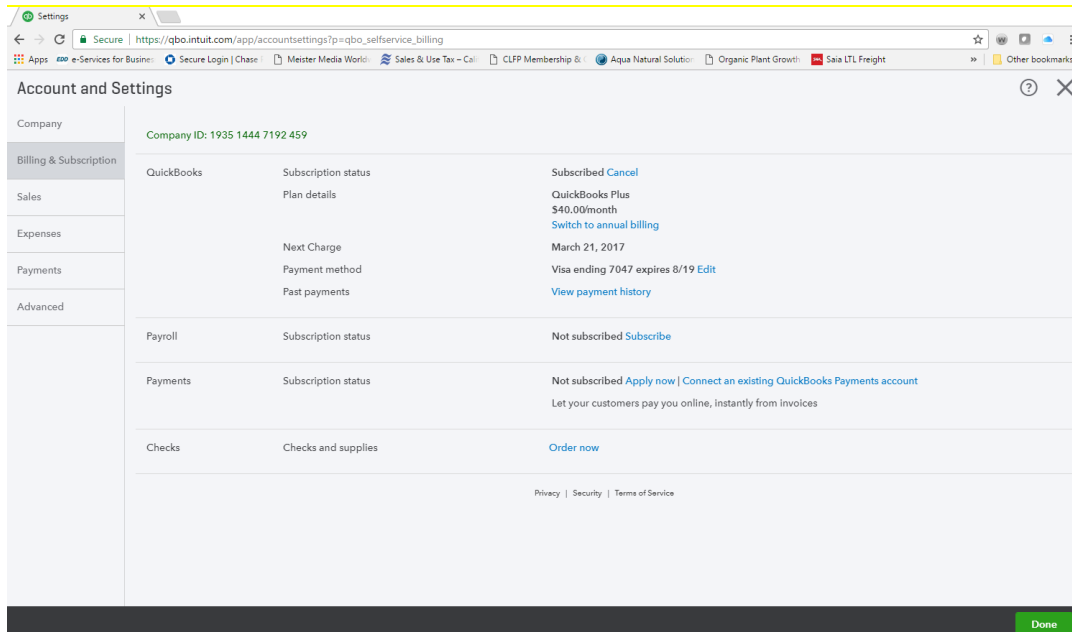 Settings
Secure | https://qbo.intuit.com/app/accountsettings?p=qbo_selfservice_billing
Apps EDD e-Services for Busines Secure Login | Chase Meister Media World Sales & Use Tax – Cali CLFP Membership & Aqua Natural Solution Organic Plant Growth Saia LTL Freight » Other bookmarks
Account and Settings
Company
Company ID: 1935 1444 7192 459
Billing & Subscription
QuickBooks Subscription status Subscribed Cancel
Sales
Plan details QuickBooks Plus
$40.00/month
Switch to annual billing
Expenses
Next Charge March 21, 2017
Payments
Payment method Visa ending 7047 expires 8/19 Edit
Past payments View payment history
Advanced
Payroll Subscription status Not subscribed Subscribe
Payments Subscription status Not subscribed Apply now | Connect an existing QuickBooks Payments account
Let your customers pay you online, instantly from invoices
Checks Checks and supplies Order now
Privacy | Security | Terms of Service
Done